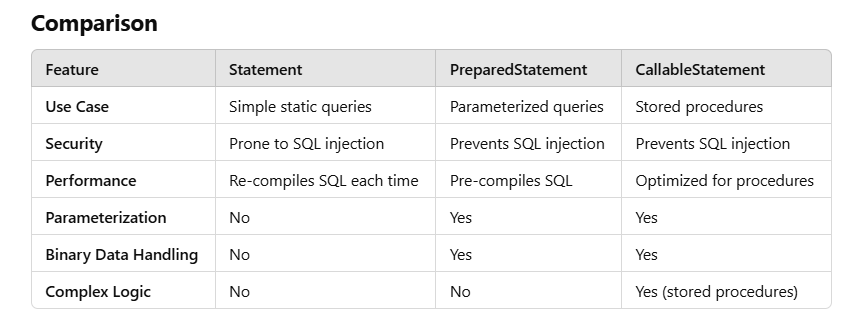 Comparison
Feature Statement PreparedStatement CallableStatement
Use Case Simple static queries Parameterized queries Stored procedures
Security Prone to SQL injection Prevents SQL injection Prevents SQL injection
Performance Re-compiles SQL each time Pre-compiles SQL Optimized for procedures
Parameterization No Yes Yes
Binary Data Handling No Yes Yes
Complex Logic No No Yes (stored procedures)